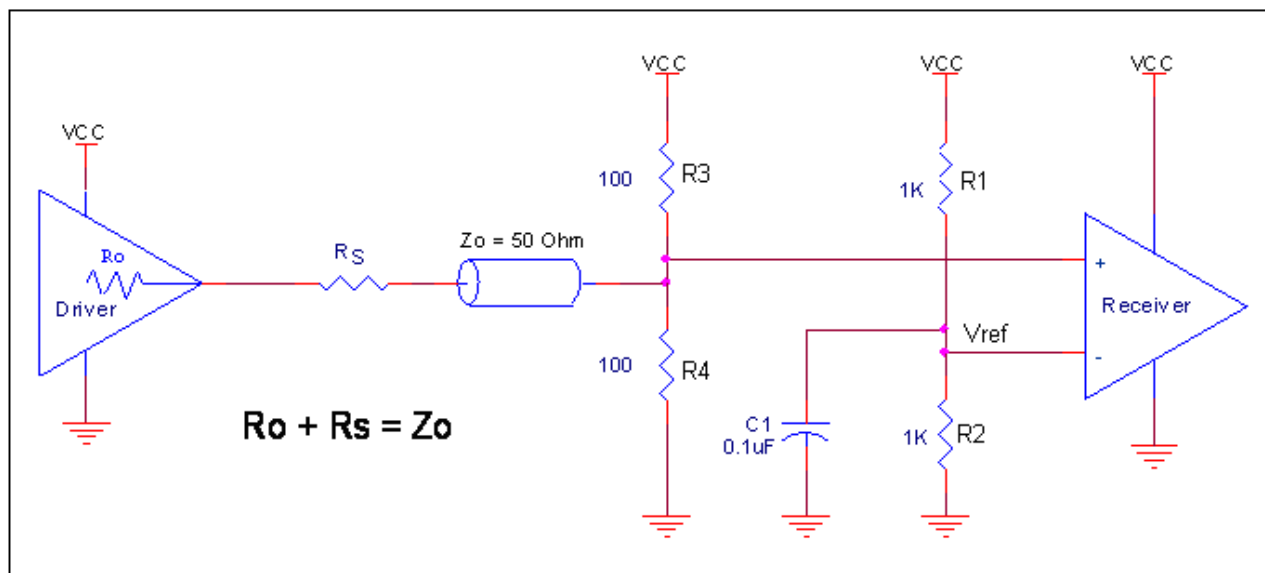 VCC
VCC
VCC
VCC
R3
100
R1
1K
Zo = 50 Ohm
Ro
RS
+
Driver
Receiver
Vref
-
R4
100
Ro + Rs = Zo
C1
0.1uF
R2
1K